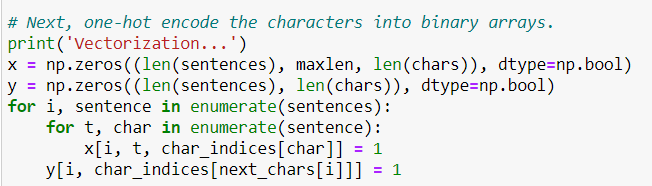 # Next, one-hot encode the characters into binary arrays.
print('Vectorization...')
x = np.zeros((len(sentences), maxlen, len(chars)), dtype=np.bool)
y = np.zeros((len(sentences), len(chars)), dtype=np.bool)
for i, sentence in enumerate(sentences):
    for t, char in enumerate(sentence):
        x[i, t, char_indices[char]] = 1
    y[i, char_indices[next_chars[i]]] = 1